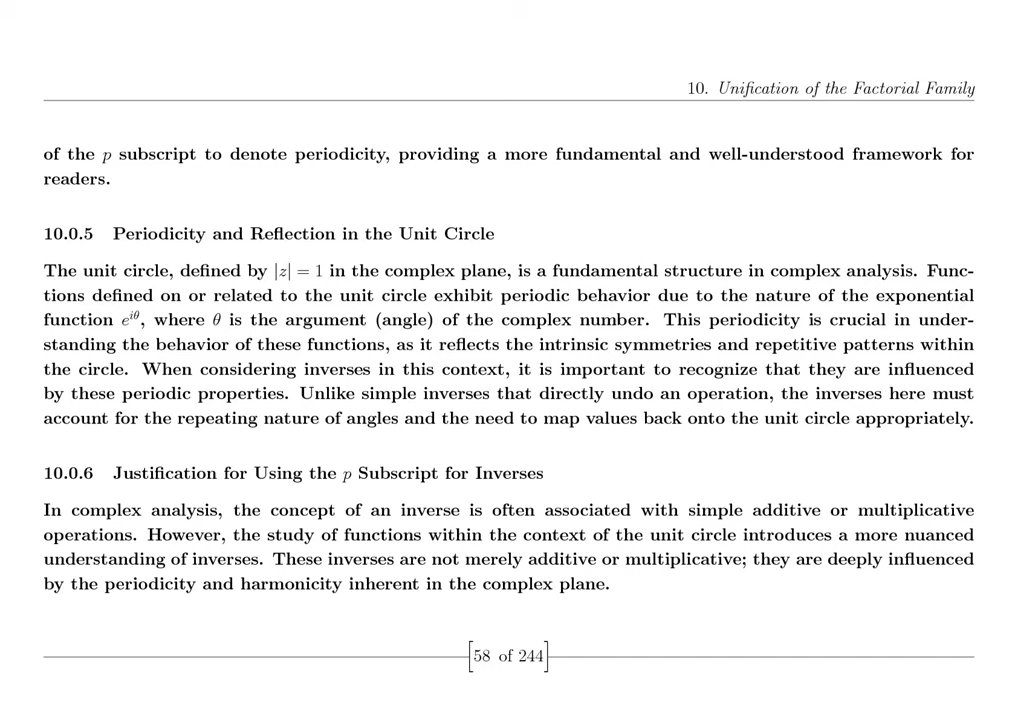 10. Unification of the Factorial Family
of the p subscript to denote periodicity, providing a more fundamental and well-understood framework for
readers.
10.0.5 Periodicity and Reflection in the Unit Circle
The unit circle, defined by |z| = 1 in the complex plane, is a fundamental structure in complex analysis. Func-
tions defined on or related to the unit circle exhibit periodic behavior due to the nature of the exponential
function e^{iθ}, where θ is the argument (angle) of the complex number. This periodicity is crucial in under-
standing the behavior of these functions, as it reflects the intrinsic symmetries and repetitive patterns within
the circle. When considering inverses in this context, it is important to recognize that they are influenced
by these periodic properties. Unlike simple inverses that directly undo an operation, the inverses here must
account for the repeating nature of angles and the need to map values back onto the unit circle appropriately.
10.0.6 Justification for Using the p Subscript for Inverses
In complex analysis, the concept of an inverse is often associated with simple additive or multiplicative
operations. However, the study of functions within the context of the unit circle introduces a more nuanced
understanding of inverses. These inverses are not merely additive or multiplicative; they are deeply influenced
by the periodicity and harmonicity inherent in the complex plane.
[58 of 244]